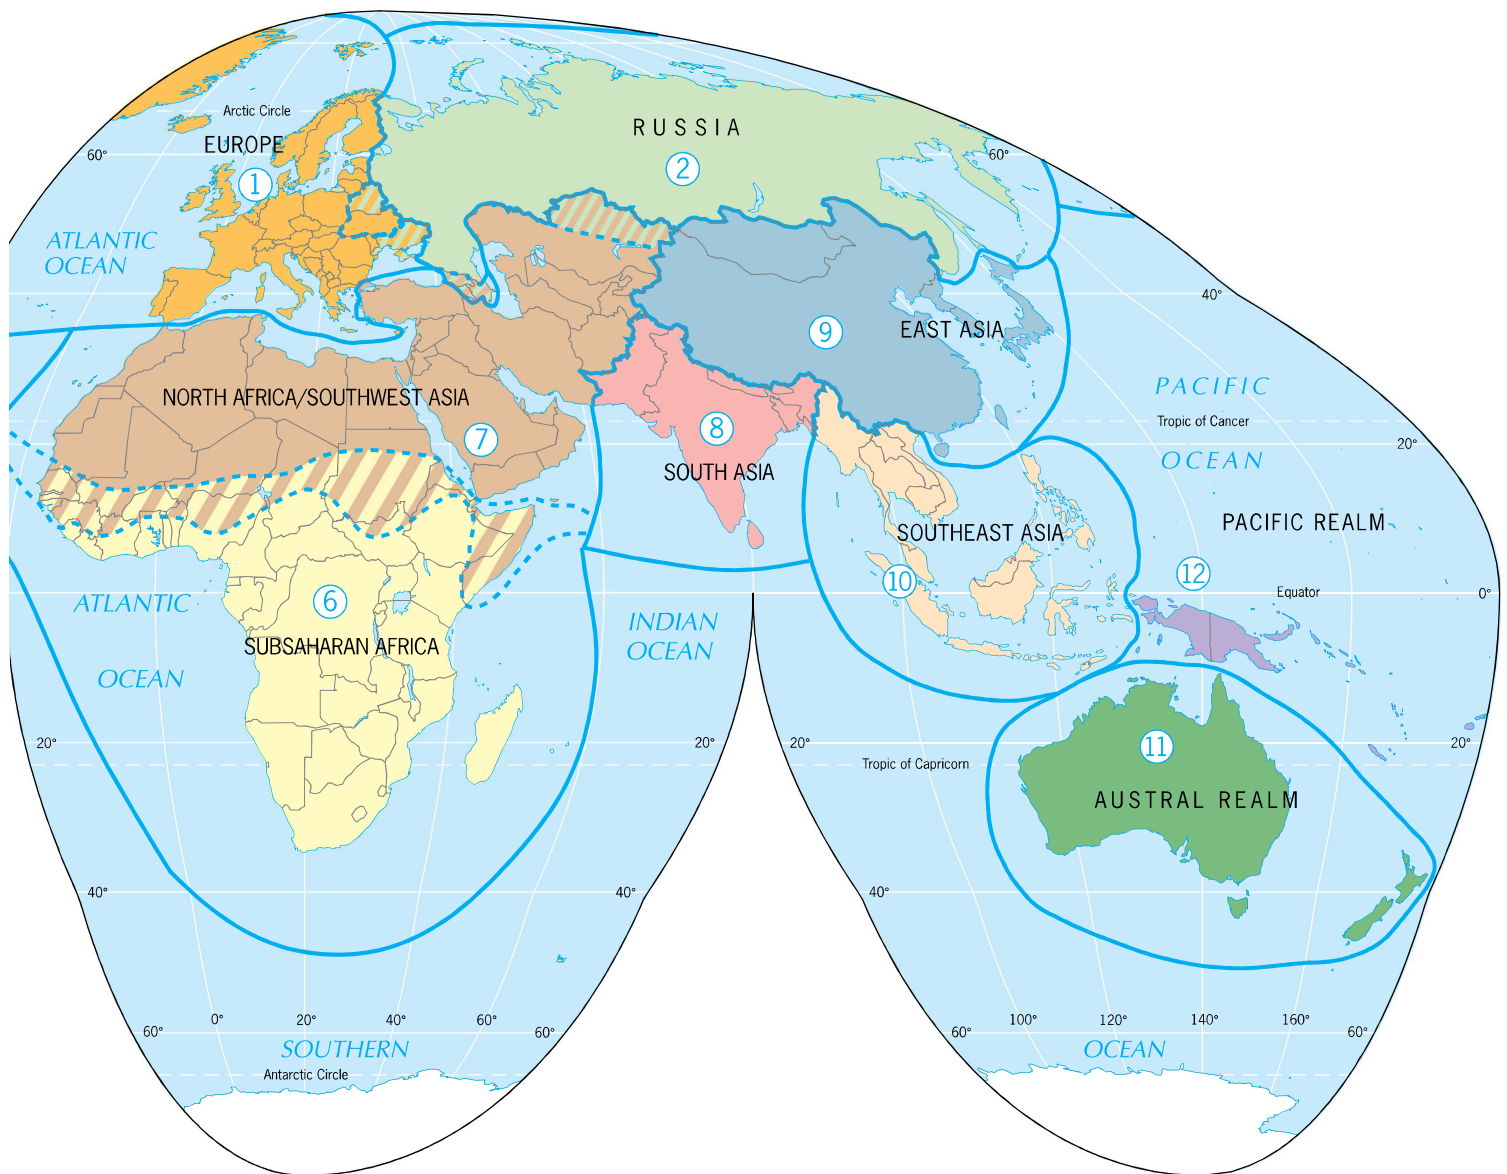 Arctic Circle
EUROPE
RUSSIA
60°
60°
1
2
ATLANTIC
OCEAN
40°
9
EAST ASIA
PACIFIC
NORTH AFRICA/SOUTHWEST ASIA
Tropic of Cancer
7
8
20°
OCEAN
SOUTH ASIA
PACIFIC REALM
SOUTHEAST ASIA
10
12
Equator
0°
ATLANTIC
6
INDIAN
OCEAN
SUBSAHARAN AFRICA
OCEAN
20°
20°
20°
11
20°
Tropic of Capricorn
AUSTRAL REALM
40°
40°
40°
60°
0°
20°
40°
60°
60°
60°
100°
120°
140°
160°
60°
SOUTHERN
OCEAN
Antarctic Circle